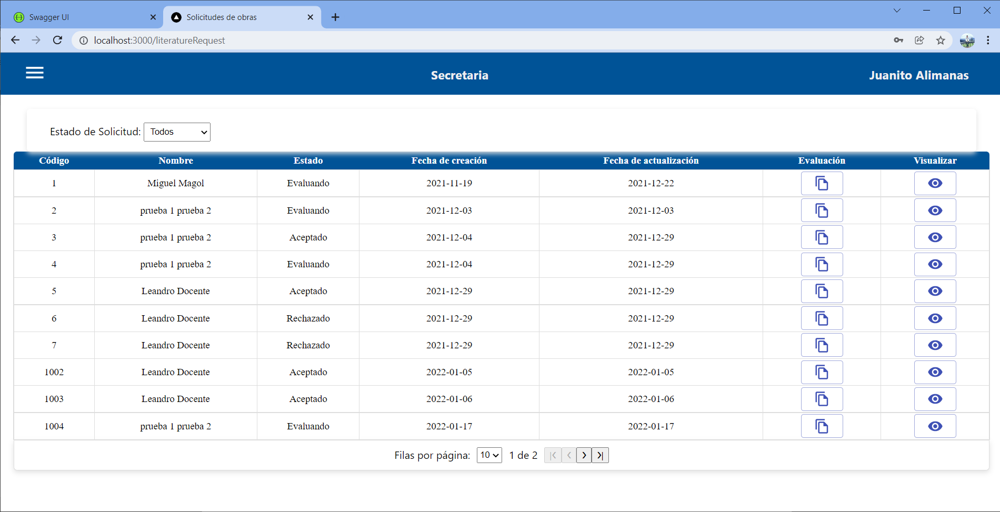 Swagger UI
Solicitudes de obras
localhost:3000/literatureRequest
Secretaria
Juanito Alimanas
Estado de Solicitud: Todos
Código Nombre Estado Fecha de creación Fecha de actualización Evaluación Visualizar
1 Miguel Magol Evaluando 2021-11-19 2021-12-22
2 prueba 1 prueba 2 Evaluando 2021-12-03 2021-12-03
3 prueba 1 prueba 2 Aceptado 2021-12-04 2021-12-29
4 prueba 1 prueba 2 Evaluando 2021-12-04 2021-12-29
5 Leandro Docente Aceptado 2021-12-29 2021-12-29
6 Leandro Docente Rechazado 2021-12-29 2021-12-29
7 Leandro Docente Rechazado 2021-12-29 2021-12-29
1002 Leandro Docente Aceptado 2022-01-05 2022-01-05
1003 Leandro Docente Aceptado 2022-01-06 2022-01-06
1004 prueba 1 prueba 2 Evaluando 2022-01-17 2022-01-17
Filas por página: 10 1 de 2